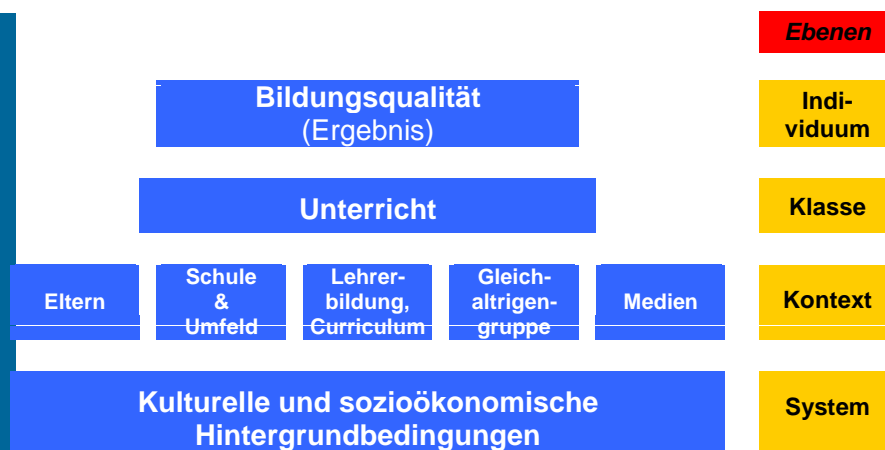 Ebenen
Bildungsqualität
(Ergebnis)
Indi-
viduum
Unterricht
Klasse
Eltern
Schule
&
Umfeld
Lehrer-
bildung,
Curriculum
Gleich-
altrigen-
gruppe
Medien
Kontext
Kulturelle und sozioökonomische
Hintergrundbedingungen
System